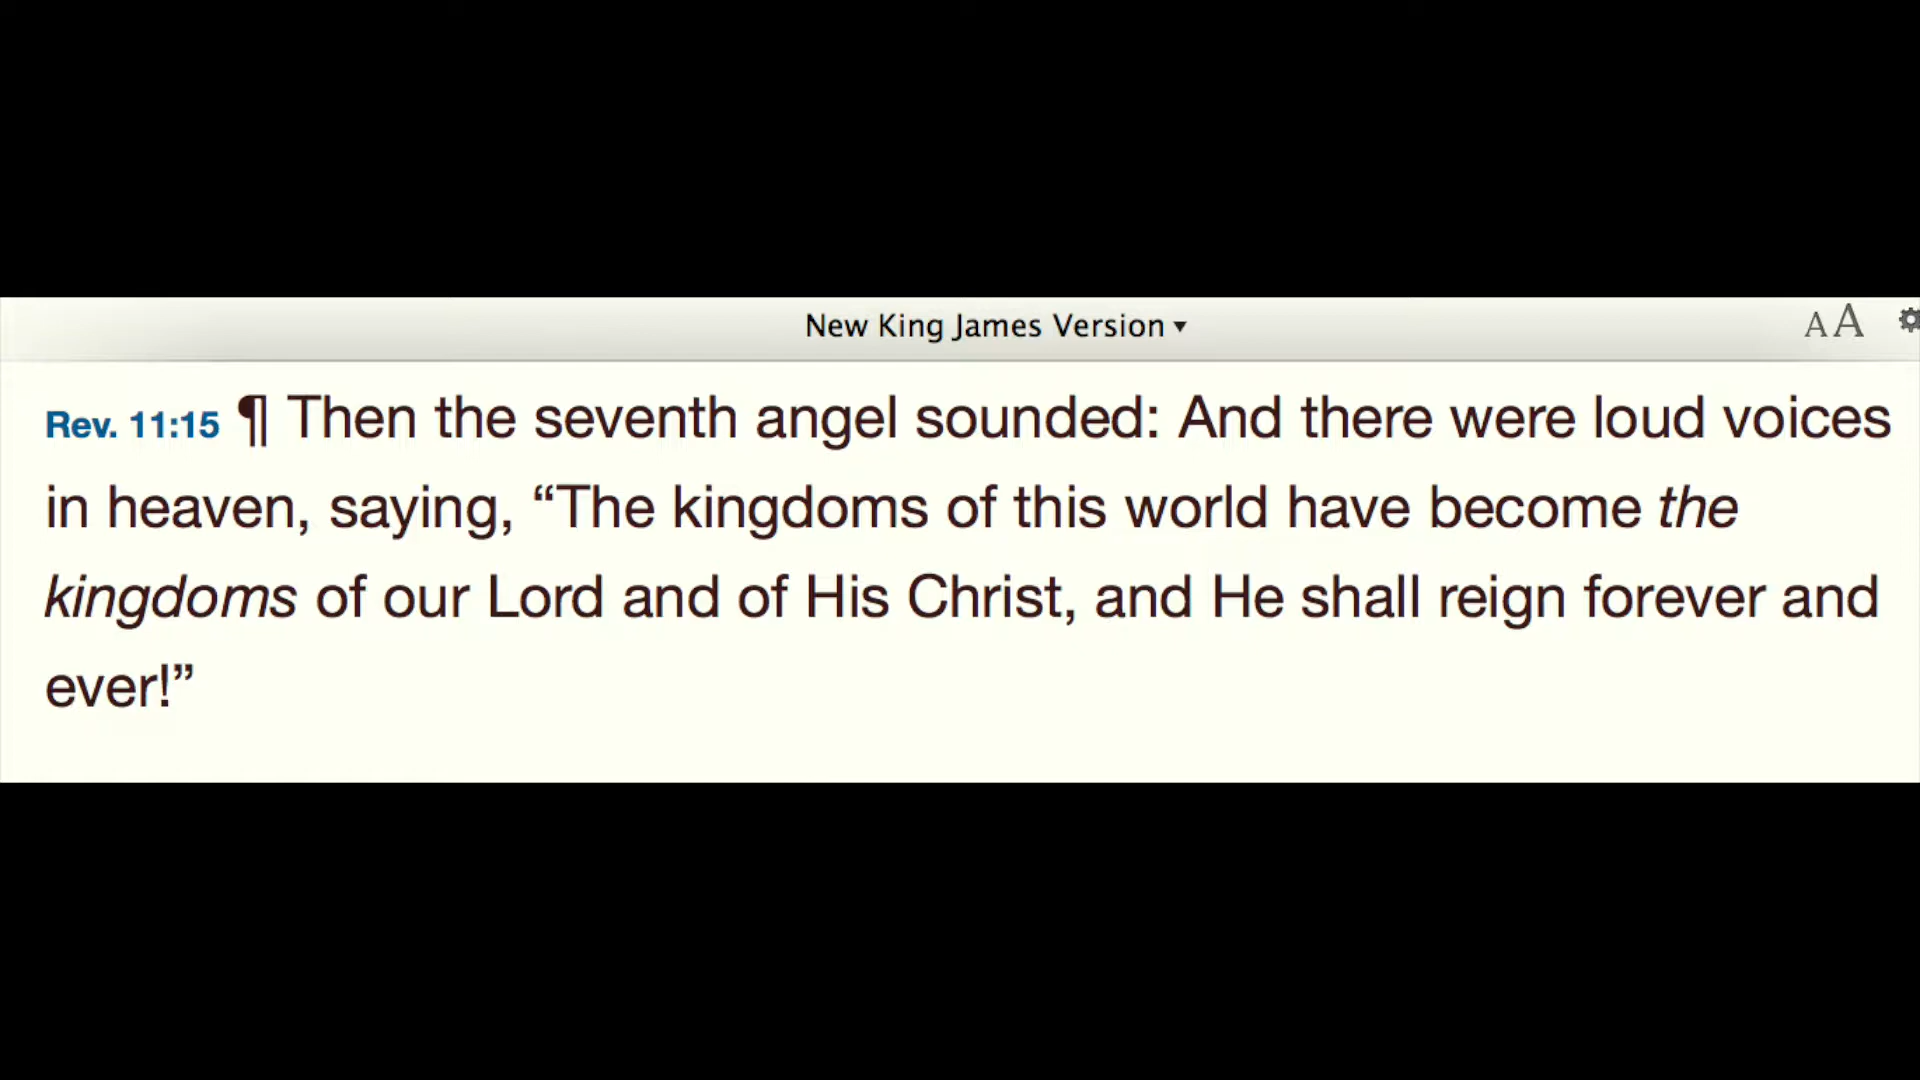 New King James Version ▾
AA
Rev. 11:15 ¶ Then the seventh angel sounded: And there were loud voices
in heaven, saying, “The kingdoms of this world have become the
kingdoms of our Lord and of His Christ, and He shall reign forever and
ever!”